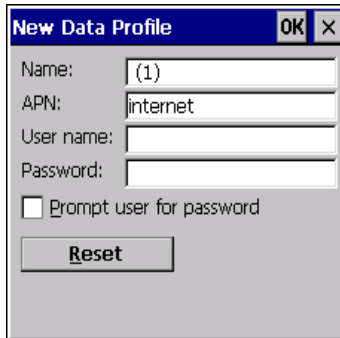 New Data Profile OK ×
Name: (1)
APN: internet
User name:
Password:
Prompt user for password
Reset